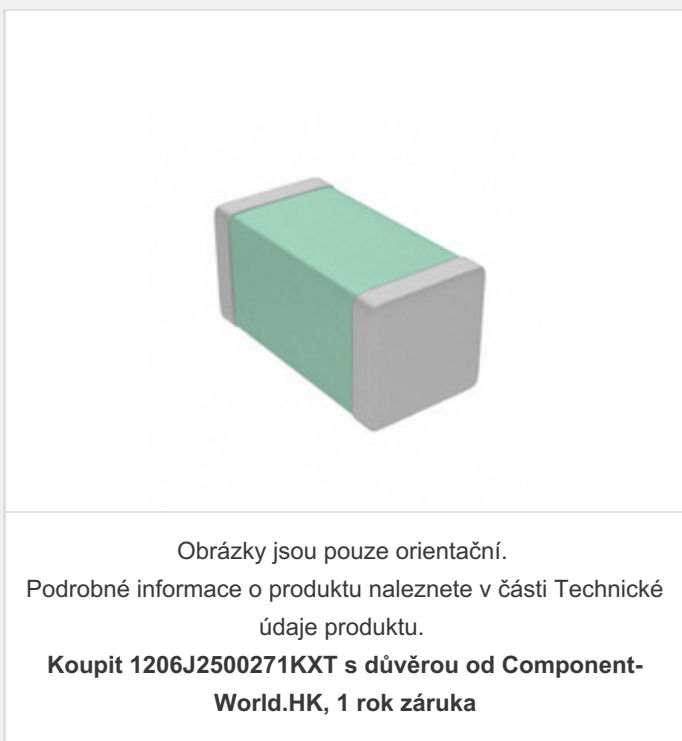 Obrázky jsou pouze orientační.
Podrobné informace o produktu naleznete v části Technické
údaje produktu.
Koupit 1206J2500271KXT s důvěrou od Component-
World.HK, 1 rok záruka